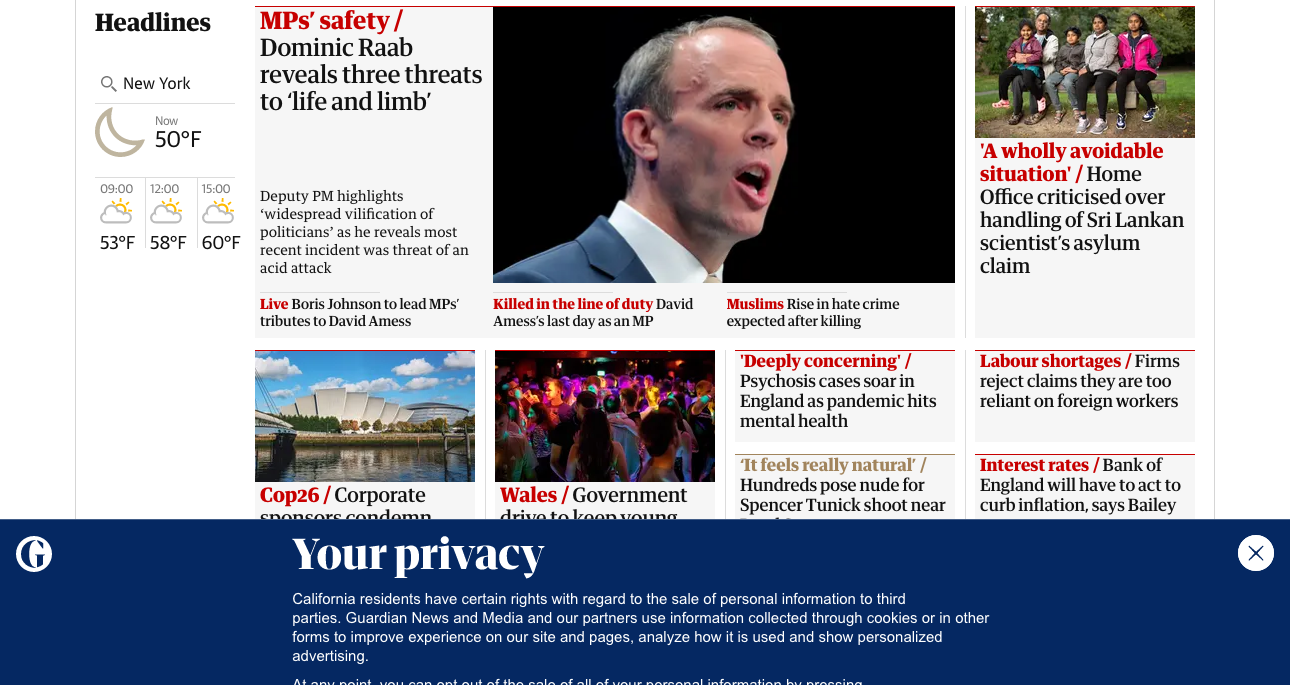 Headlines
New York
Now
50°F
09:00
12:00
15:00
53°F
58°F
60°F
MPs’ safety /
Dominic Raab
reveals three threats
to ‘life and limb’
Deputy PM highlights
‘widespread vilification of
politicians’ as he reveals most
recent incident was threat of an
acid attack
Live Boris Johnson to lead MPs’
tributes to David Amess
Killed in the line of duty David
Amess’s last day as an MP
Muslims Rise in hate crime
expected after killing
'A wholly avoidable
situation' / Home
Office criticised over
handling of Sri Lankan
scientist’s asylum
claim
Cop26 / Corporate
sponsors condemn
Wales / Government
drive to keep young
'Deeply concerning' /
Psychosis cases soar in
England as pandemic hits
mental health
‘It feels really natural’ /
Hundreds pose nude for
Spencer Tunick shoot near
Labour shortages / Firms
reject claims they are too
reliant on foreign workers
Interest rates / Bank of
England will have to act to
curb inflation, says Bailey
G
Your privacy
California residents have certain rights with regard to the sale of personal information to third
parties. Guardian News and Media and our partners use information collected through cookies or in other
forms to improve experience on our site and pages, analyze how it is used and show personalized
advertising.
At any point, you can opt out of the sale of all of your personal information by pressing